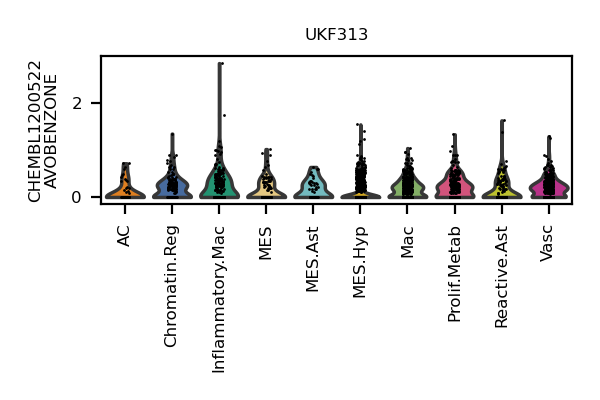 UKF313
CHEMBL1200522
AVOBENZONE
2
0
AC
Chromatin.Reg
Inflammatory.Mac
MES
MES.Ast
MES.Hyp
Mac
Prolif.Metab
Reactive.Ast
Vasc